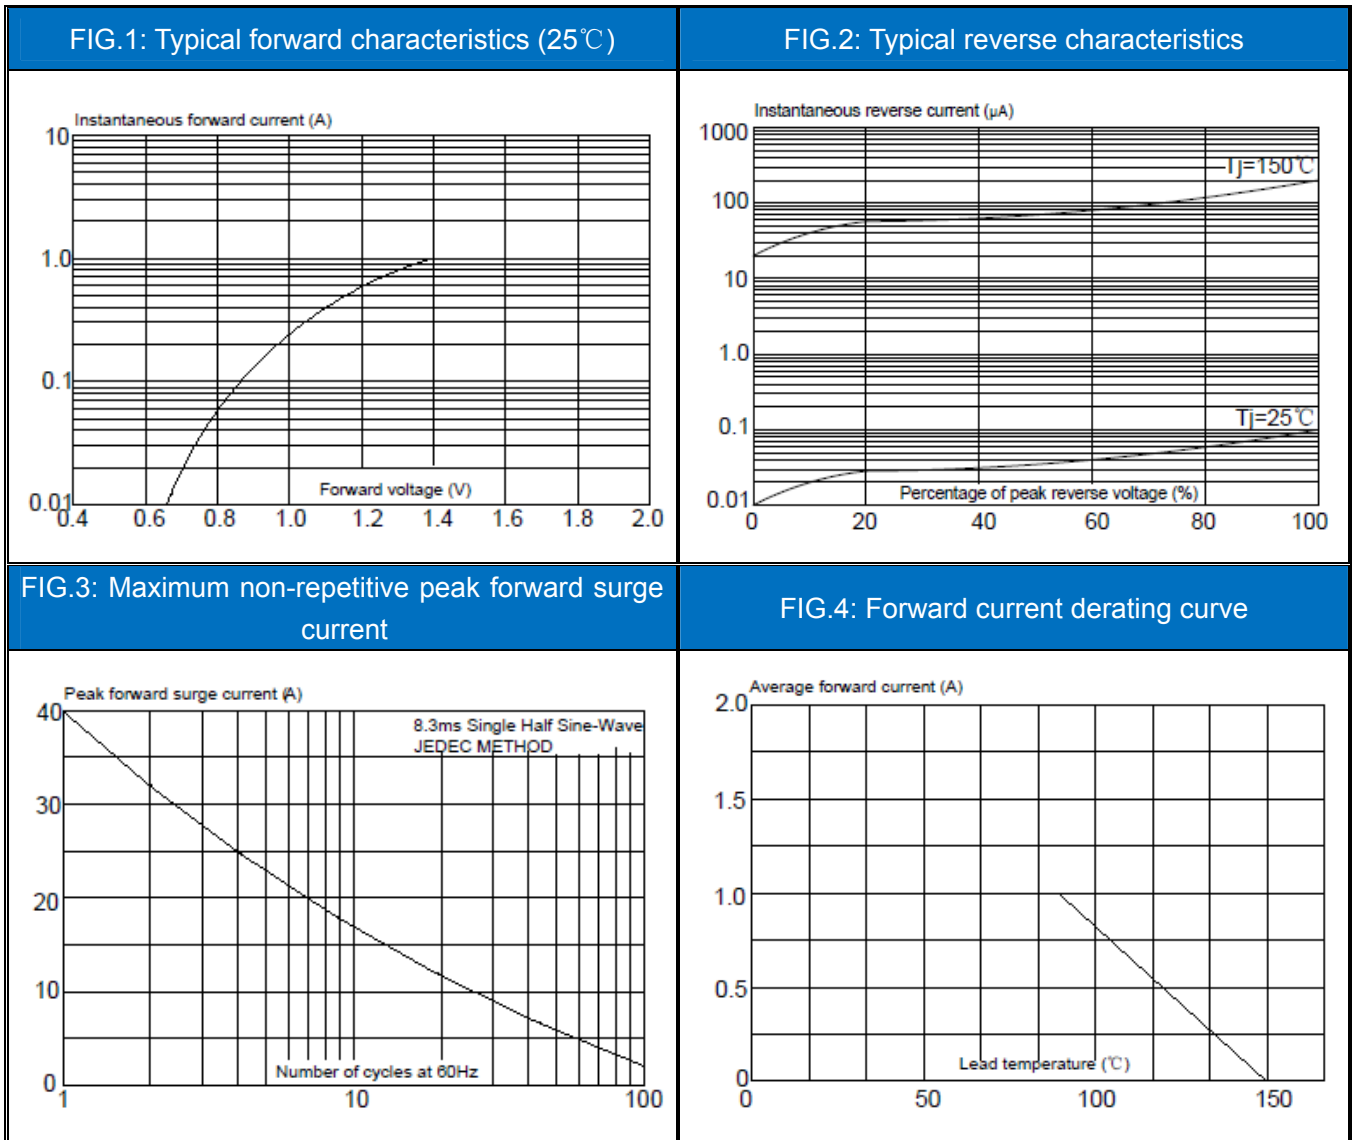 FIG.1: Typical forward characteristics (25℃)
FIG.2: Typical reverse characteristics
Instantaneous forward current (A)
10
1.0
0.1
0.01
Forward voltage (V)
0.4 0.6 0.8 1.0 1.2 1.4 1.6 1.8 2.0
Instantaneous reverse current (μA)
1000
Tj=150℃
100
10
1.0
0.1
Tj=25℃
0.01
Percentage of peak reverse voltage (%)
0 20 40 60 80 100
FIG.3: Maximum non-repetitive peak forward surge
current
FIG.4: Forward current derating curve
Peak forward surge current (A)
40
8.3ms Single Half Sine-Wave
JEDEC METHOD
30
20
10
0
Number of cycles at 60Hz
1 10 100
Average forward current (A)
2.0
1.5
1.0
0.5
0
Lead temperature (℃)
0 50 100 150